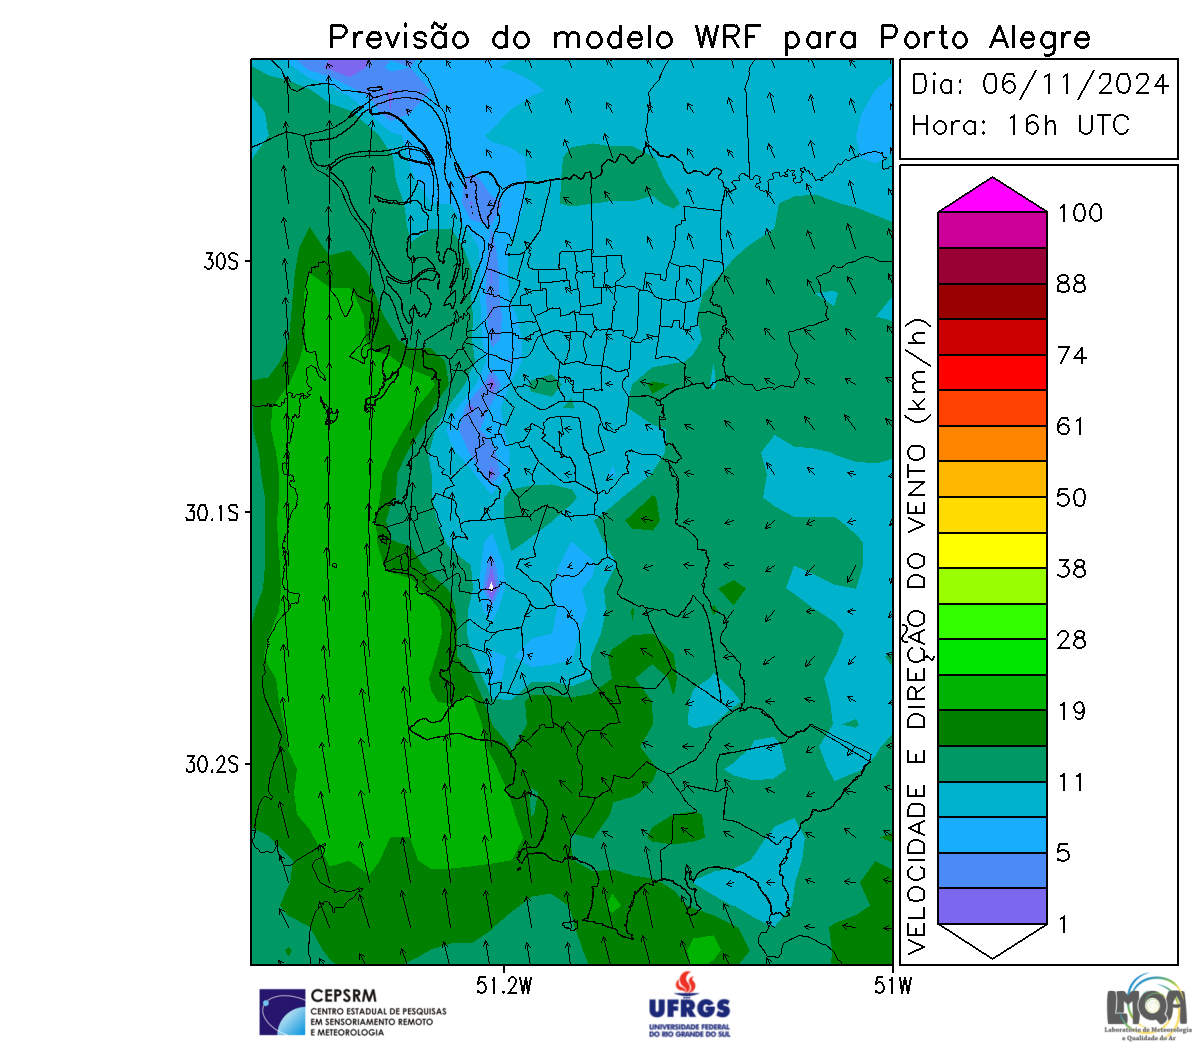 Previsão do modelo WRF para Porto Alegre
Dia: 06/11/2024
Hora: 16h UTC
100
88
74
61
50
38
28
19
11
5
1
VELOCIDADE E DIREÇÃO DO VENTO (km/h)
30S
30.1S
30.2S
51.2W
51W
CEPSRM
CENTRO ESTADUAL DE PESQUISAS
EM SENSORIAMENTO REMOTO
E METEOROLOGIA
UFRGS
UNIVERSIDADE FEDERAL
DO RIO GRANDE DO SUL
LMQA
Laboratório de Meteorologia
e Qualidade do Ar